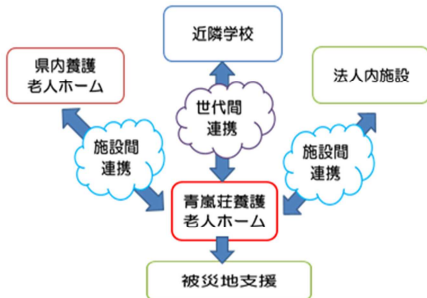 近隣学校
県内養護
老人ホーム
法人内施設
世代間
連携
施設間
連携
施設間
連携
青嵐荘養護
老人ホーム
被災地支援